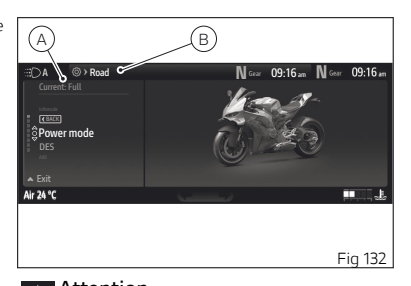 e
A
B
A > Road N Gear 09:16 am N Gear 09:16 am
Current: Full
< BACK
Power mode
DES
Exit
Air 24 °C
Fig 132
Attention